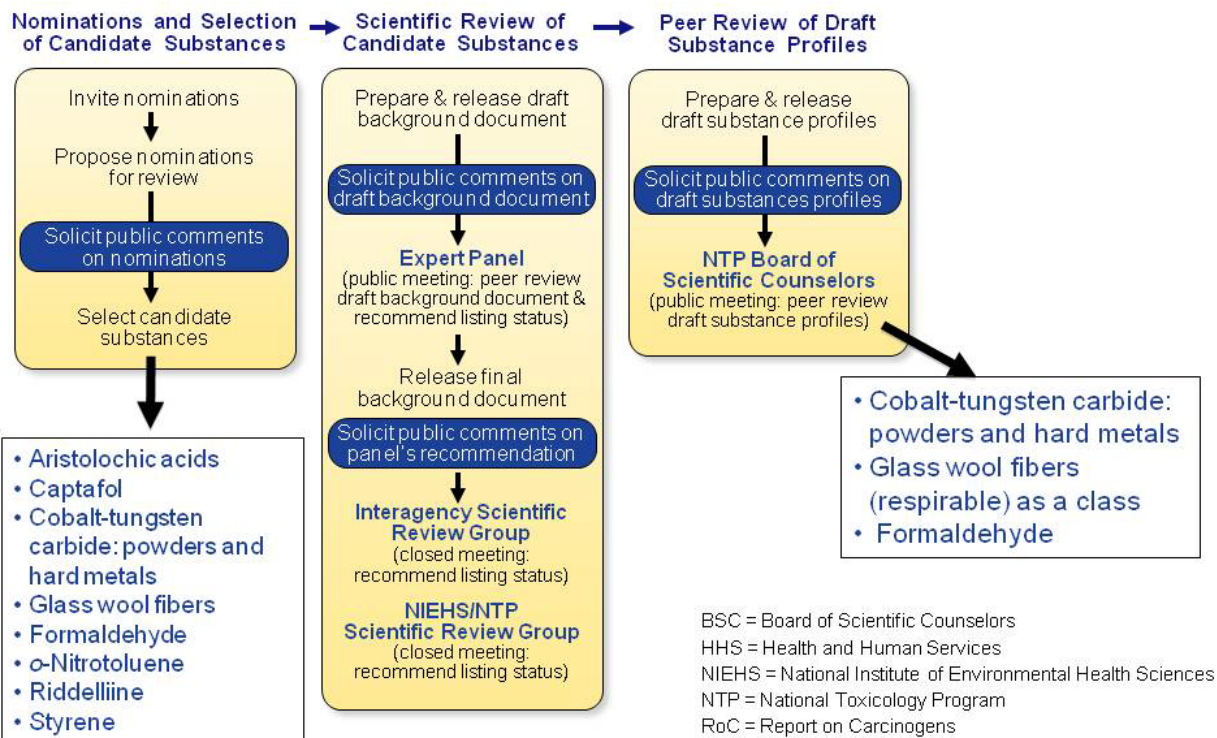 Nominations and Selection
of Candidate Substances
Scientific Review of
Candidate Substances
Peer Review of Draft
Substance Profiles
Invite nominations
Propose nominations
for review
Solicit public comments
on nominations
Select candidate
substances
• Aristolochic acids
• Captafol
• Cobalt-tungsten
carbide: powders and
hard metals
• Glass wool fibers
• Formaldehyde
• o-Nitrotoluene
• Riddelliine
• Styrene
Prepare & release draft
background document
Solicit public comments on
draft background document
Expert Panel
(public meeting: peer review
draft background document &
recommend listing status)
Release final
background document
Solicit public comments on
panel's recommendation
Interagency Scientific
Review Group
(closed meeting:
recommend listing status)
NIEHS/NTP
Scientific Review Group
(closed meeting:
recommend listing status)
Prepare & release
draft substance profiles
Solicit public comments on
draft substances profiles
NTP Board of
Scientific Counselors
(public meeting: peer review
draft substance profiles)
• Cobalt-tungsten carbide:
powders and hard metals
• Glass wool fibers
(respirable) as a class
• Formaldehyde
BSC = Board of Scientific Counselors
HHS = Health and Human Services
NIEHS = National Institute of Environmental Health Sciences
NTP = National Toxicology Program
RoC = Report on Carcinogens